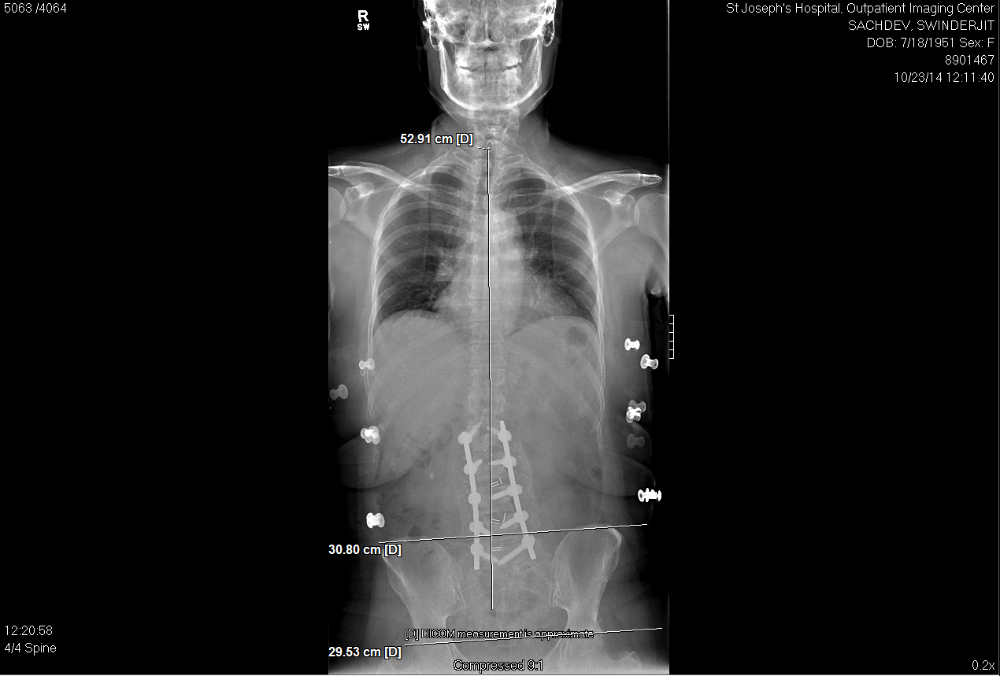 5063 /4064
St Joseph's Hospital, Outpatient Imaging Center
SACHDEV, SWINDERJIT
DOB: 7/18/1951 Sex: F
8901467
10/23/14 12:11:40
R
SW
52.91 cm [D]
30.80 cm [D]
[D] DICOM measurement is approximate
29.53 cm [D]
Compressed 9:1
12:20:58
4/4 Spine
0.2x